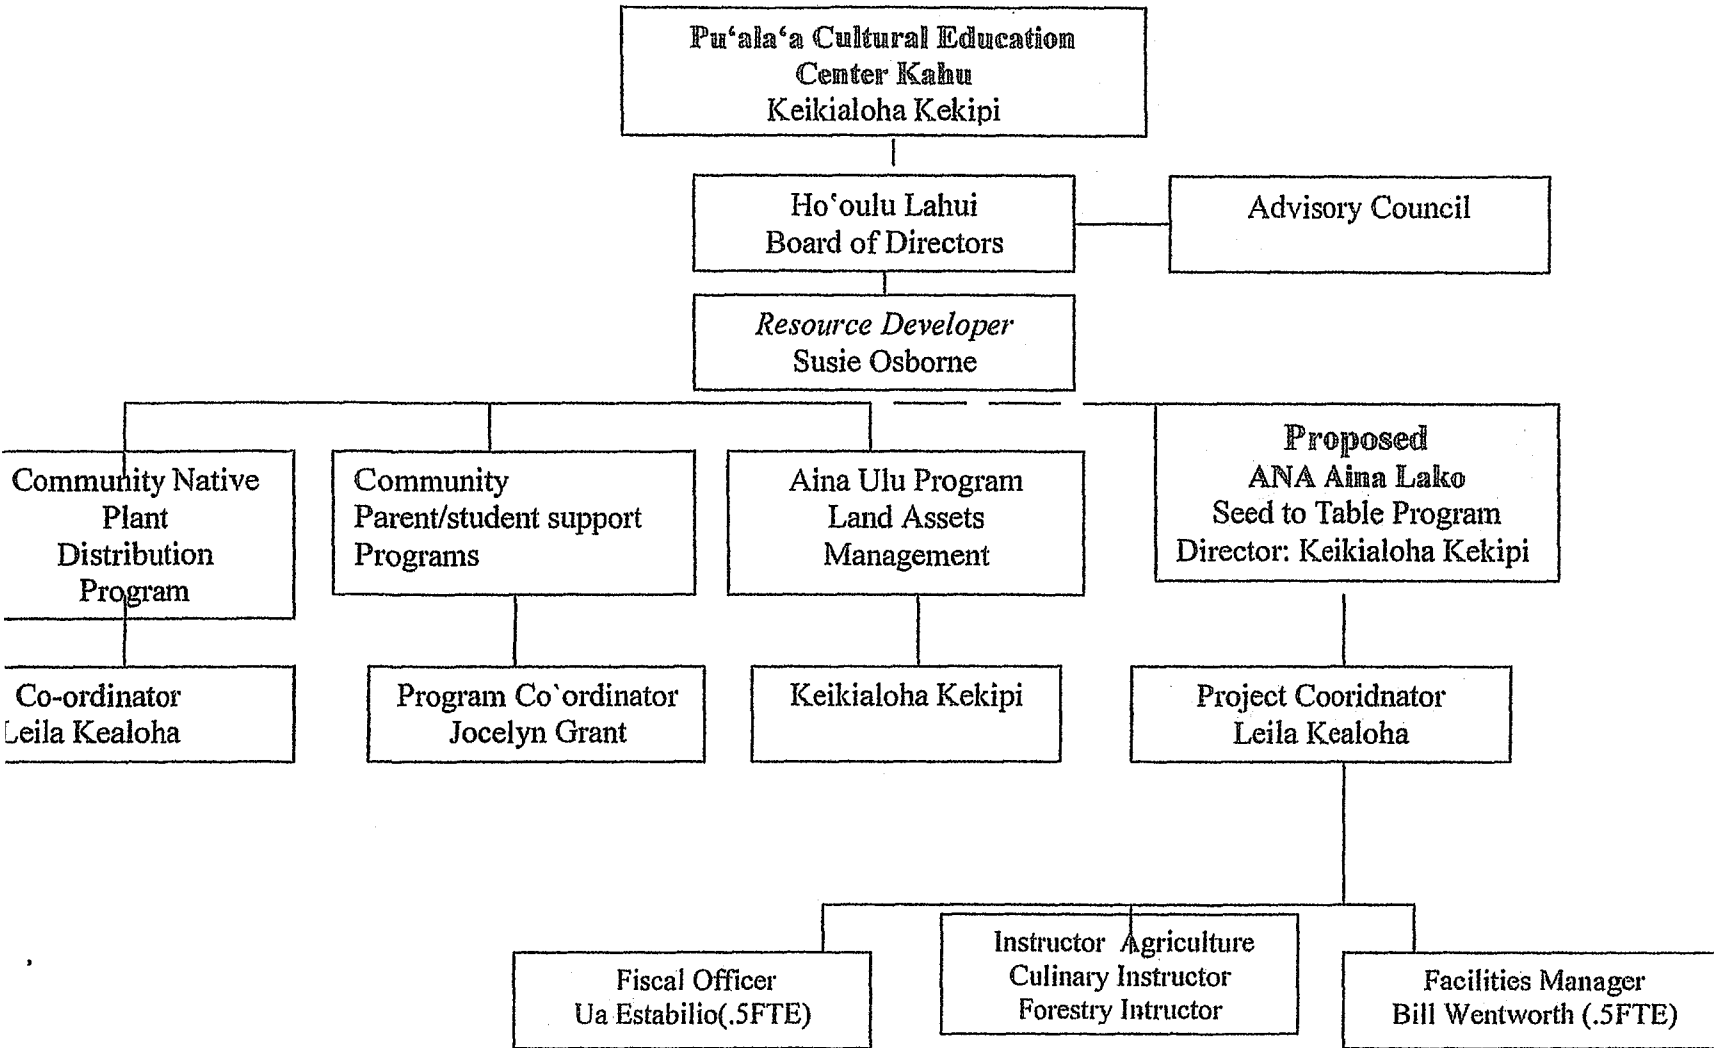 Pu‘ala‘a Cultural Education
Center Kahu
Keikialoha Kekipi
Ho‘oulu Lahui
Board of Directors
Advisory Council
Resource Developer
Susie Osborne
Community Native
Plant
Distribution
Program
Community
Parent/student support
Programs
Aina Ulu Program
Land Assets
Management
Proposed
ANA Aina Lako
Seed to Table Program
Director: Keikialoha Kekipi
Co-ordinator
Leila Kealoha
Program Co`ordinator
Jocelyn Grant
Keikialoha Kekipi
Project Cooridnator
Leila Kealoha
Fiscal Officer
Ua Estabilio(.5FTE)
Instructor Agriculture
Culinary Instructor
Forestry Intructor
Facilities Manager
Bill Wentworth (.5FTE)